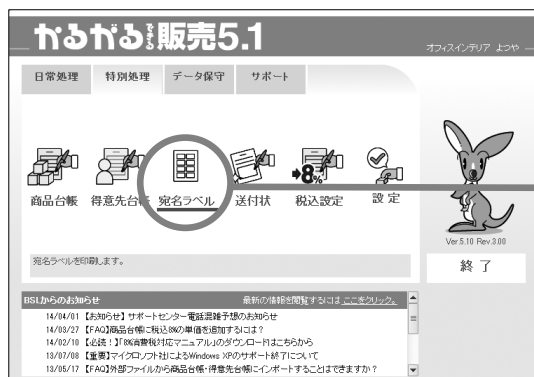 かるがるできる販売5.1
オフィスインテリア よつや
日常処理 特別処理 データ保守 サポート
8%
商品台帳 得意先台帳 宛名ラベル 送付状 税込設定 設定
Ver.5.10 Rev.3.00
宛名ラベルを印刷します。
終了
BSLからのお知らせ 最新の情報を閲覧するには ここをクリック。
14/04/01 【お知らせ】サポートセンター電話混雑予想のお知らせ
14/03/27 【FAQ】商品台帳に税込8%の単価を追加するには？
14/02/10 【必読！】「8%消費税対応マニュアル」のダウンロードはこちらから
13/07/08 【重要】マイクロソフト社によるWindows XPのサポート終了について
13/05/17 【FAQ】外部ファイルから商品台帳・得意先台帳にインポートすることはできますか？